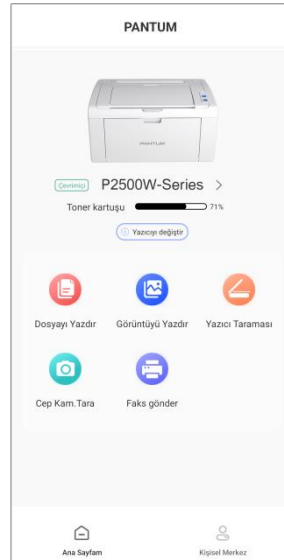 PANTUM
PANTUM
Çevrimiçi P2500W-Series >
Toner kartuşu 71%
Yazıcıyı değiştir
Dosyayı Yazdır Görüntüyü Yazdır Yazıcı Taraması
Cep Kam.Tara Faks gönder
Ana Sayfam Kişisel Merkez